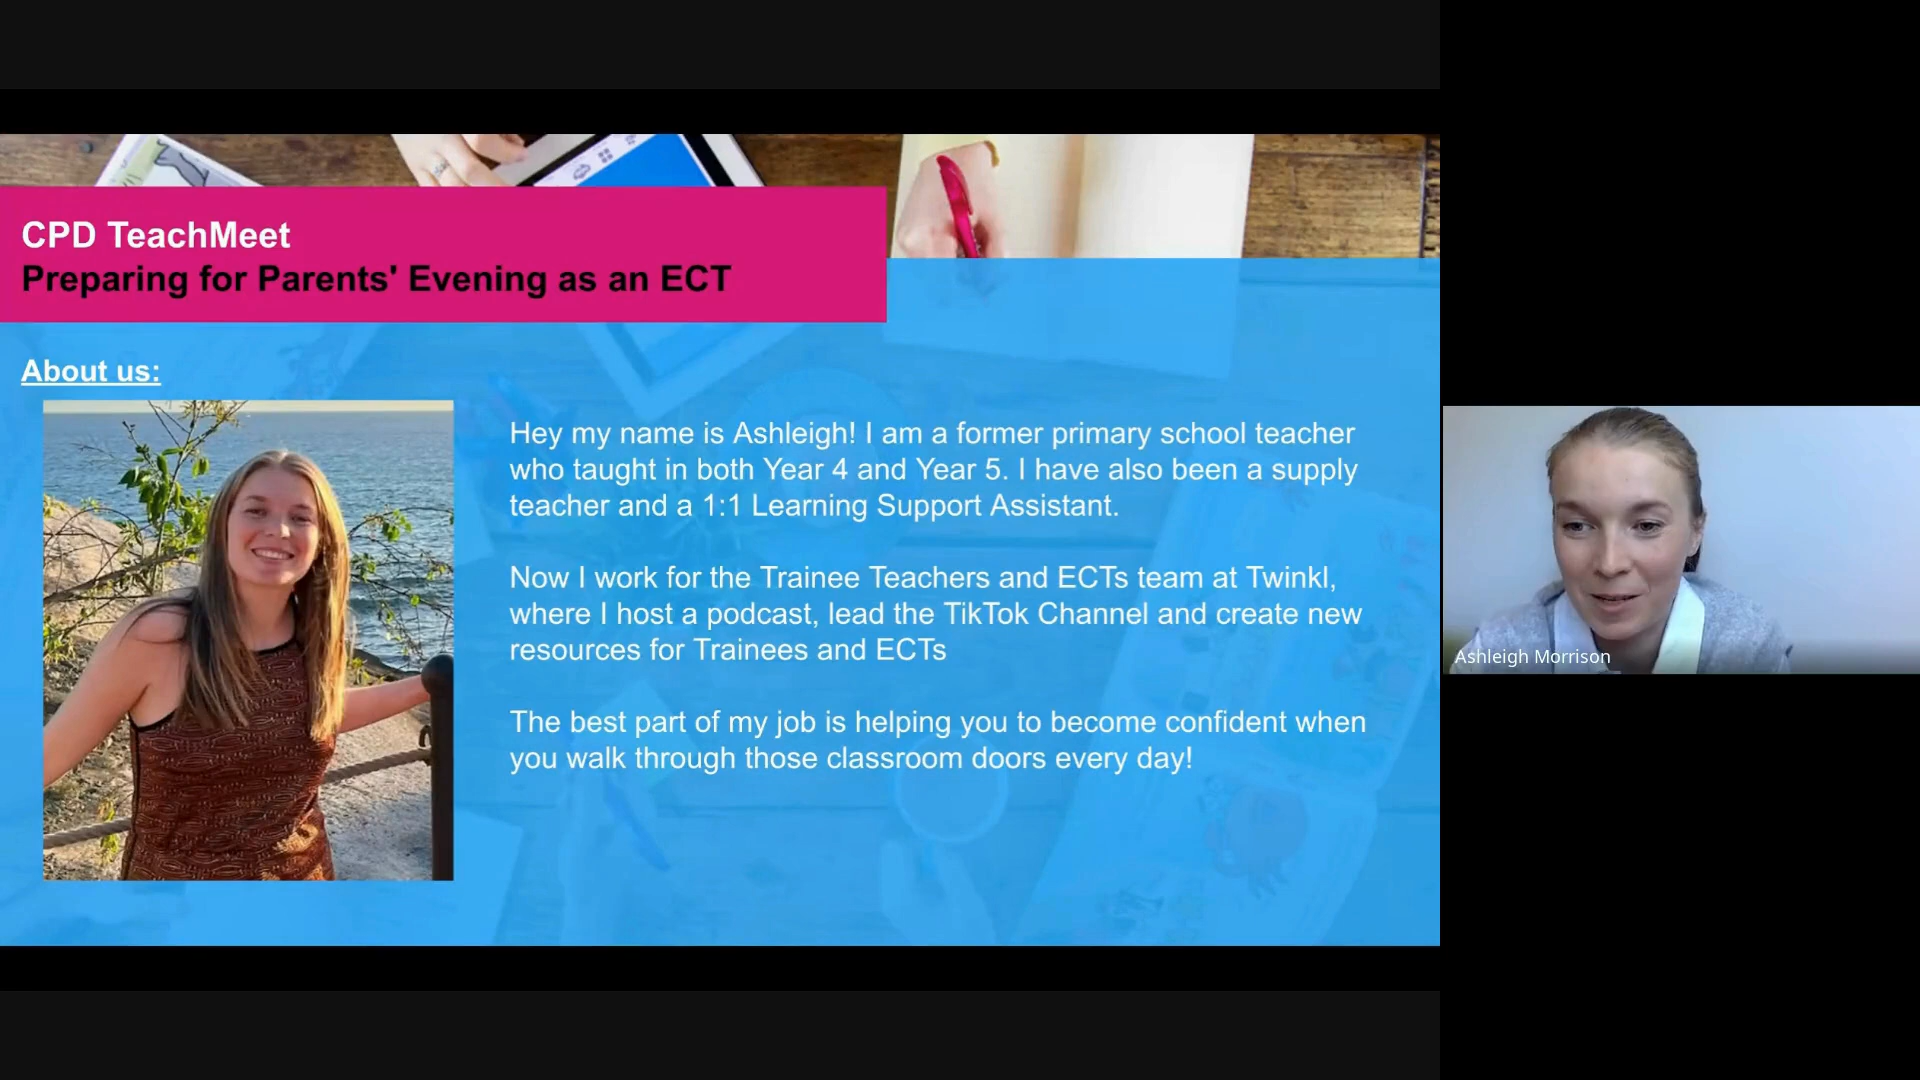 CPD TeachMeet
Preparing for Parents' Evening as an ECT
About us:
Hey my name is Ashleigh! I am a former primary school teacher
who taught in both Year 4 and Year 5. I have also been a supply
teacher and a 1:1 Learning Support Assistant.
Now I work for the Trainee Teachers and ECTs team at Twinkl,
where I host a podcast, lead the TikTok Channel and create new
resources for Trainees and ECTs
The best part of my job is helping you to become confident when
you walk through those classroom doors every day!
Ashleigh Morrison